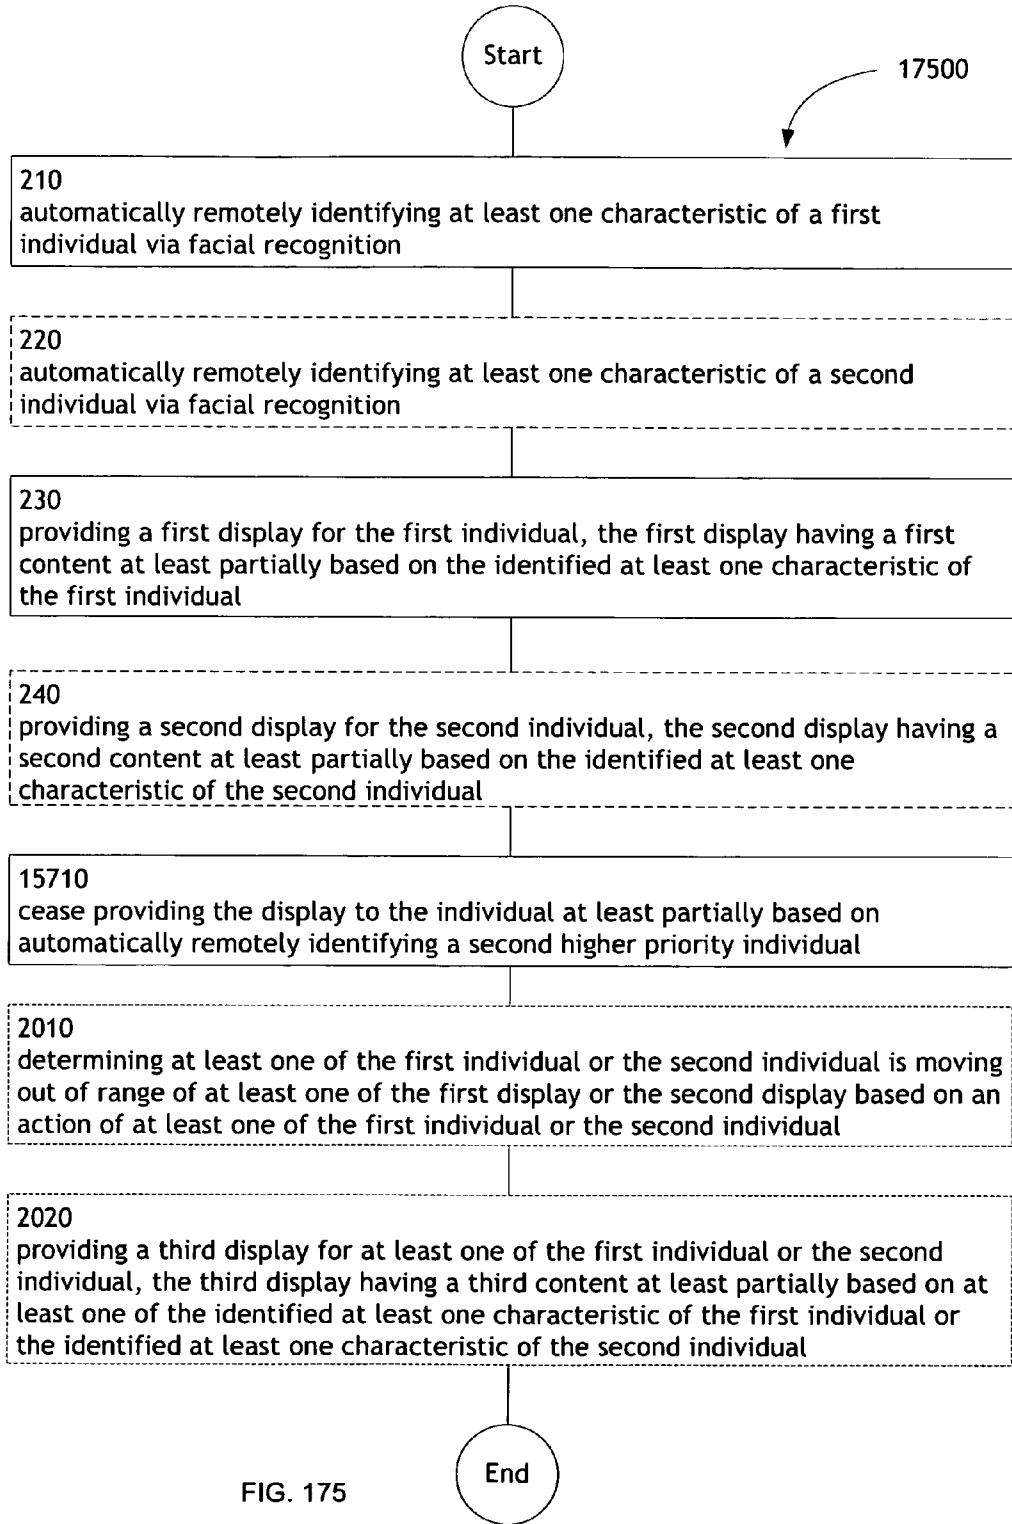 Start
17500
210
automatically remotely identifying at least one characteristic of a first
individual via facial recognition
220
automatically remotely identifying at least one characteristic of a second
individual via facial recognition
230
providing a first display for the first individual, the first display having a first
content at least partially based on the identified at least one characteristic of
the first individual
240
providing a second display for the second individual, the second display having a
second content at least partially based on the identified at least one
characteristic of the second individual
15710
cease providing the display to the individual at least partially based on
automatically remotely identifying a second higher priority individual
2010
determining at least one of the first individual or the second individual is moving
out of range of at least one of the first display or the second display based on an
action of at least one of the first individual or the second individual
2020
providing a third display for at least one of the first individual or the second
individual, the third display having a third content at least partially based on at
least one of the identified at least one characteristic of the first individual or
the identified at least one characteristic of the second individual
End
FIG. 175